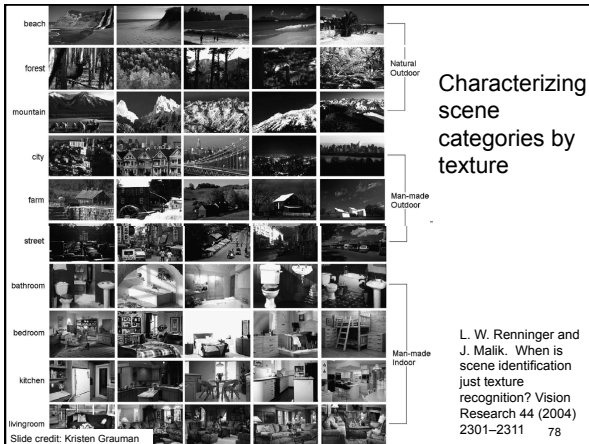 beach
forest
mountain
city
farm
street
bathroom
bedroom
kitchen
livingroom
Natural
Outdoor
Man-made
Outdoor
Man-made
Indoor
Characterizing
scene
categories by
texture
L. W. Renninger and
J. Malik. When is
scene identification
just texture
recognition? Vision
Research 44 (2004)
2301–2311 78
Slide credit: Kristen Grauman